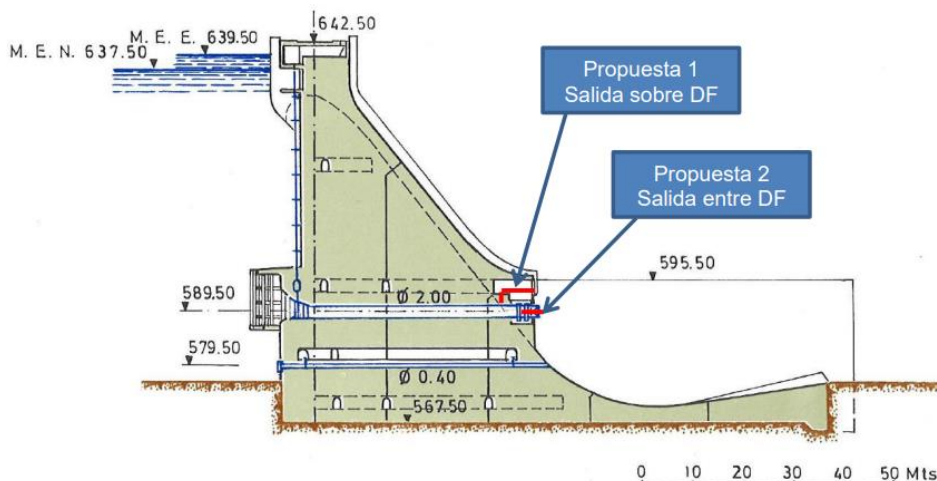 642.50
M. E. E. 639.50
M. E. N. 637.50
Propuesta 1
Salida sobre DF
Propuesta 2
Salida entre DF
595.50
589,50
Ø 2.00
579.50
Ø 0.40
567.50
0 10 20 30 40 50 Mts